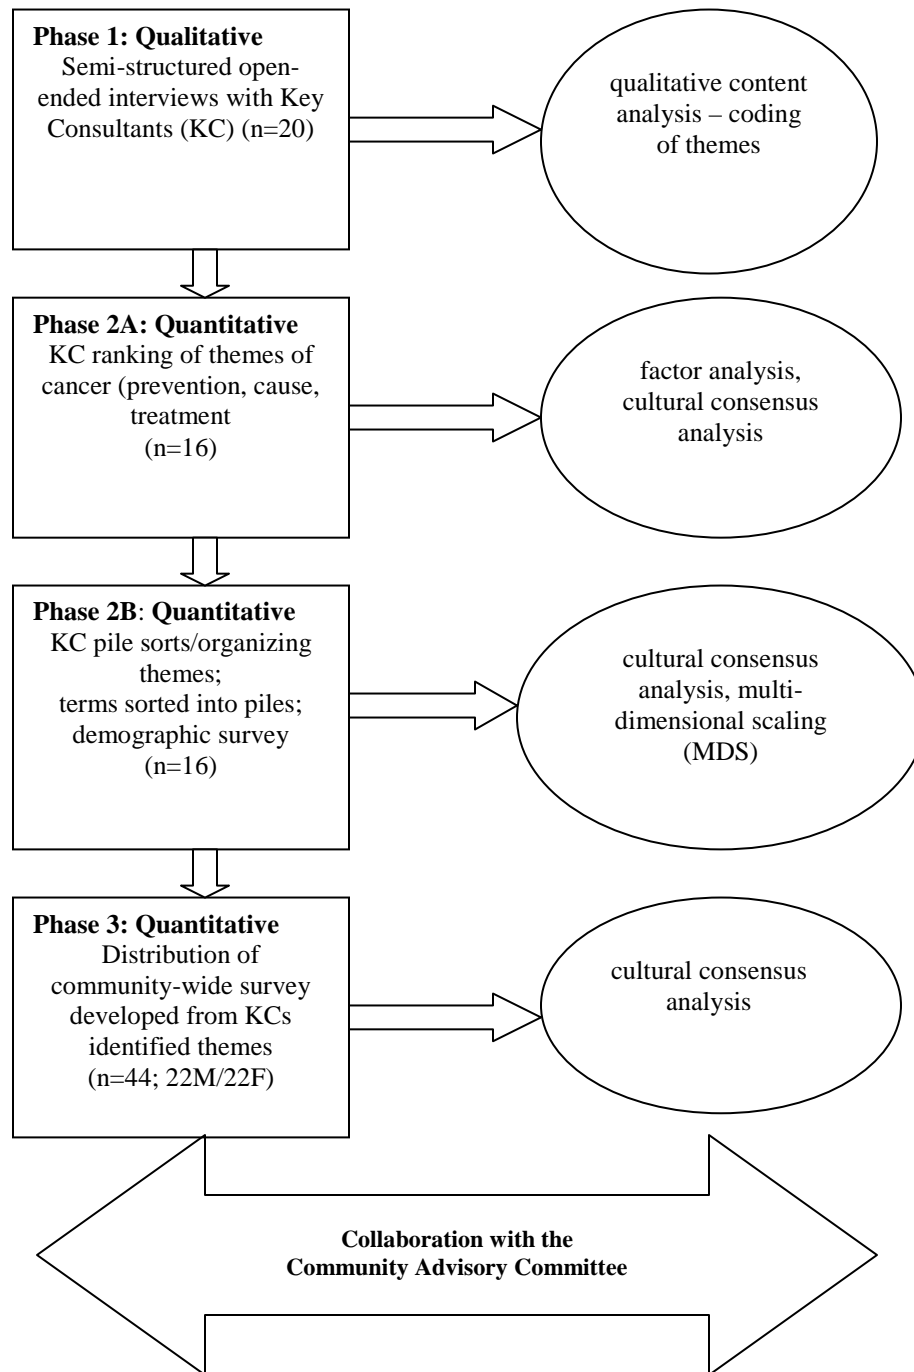 Phase 1: Qualitative
Semi-structured open-
ended interviews with Key
Consultants (KC) (n=20)
qualitative content
analysis – coding
of themes
Phase 2A: Quantitative
KC ranking of themes of
cancer (prevention, cause,
treatment
(n=16)
factor analysis,
cultural consensus
analysis
Phase 2B: Quantitative
KC pile sorts/organizing
themes;
terms sorted into piles;
demographic survey
(n=16)
cultural consensus
analysis, multi-
dimensional scaling
(MDS)
Phase 3: Quantitative
Distribution of
community-wide survey
developed from KCs
identified themes
(n=44; 22M/22F)
cultural consensus
analysis
Collaboration with the
Community Advisory Committee